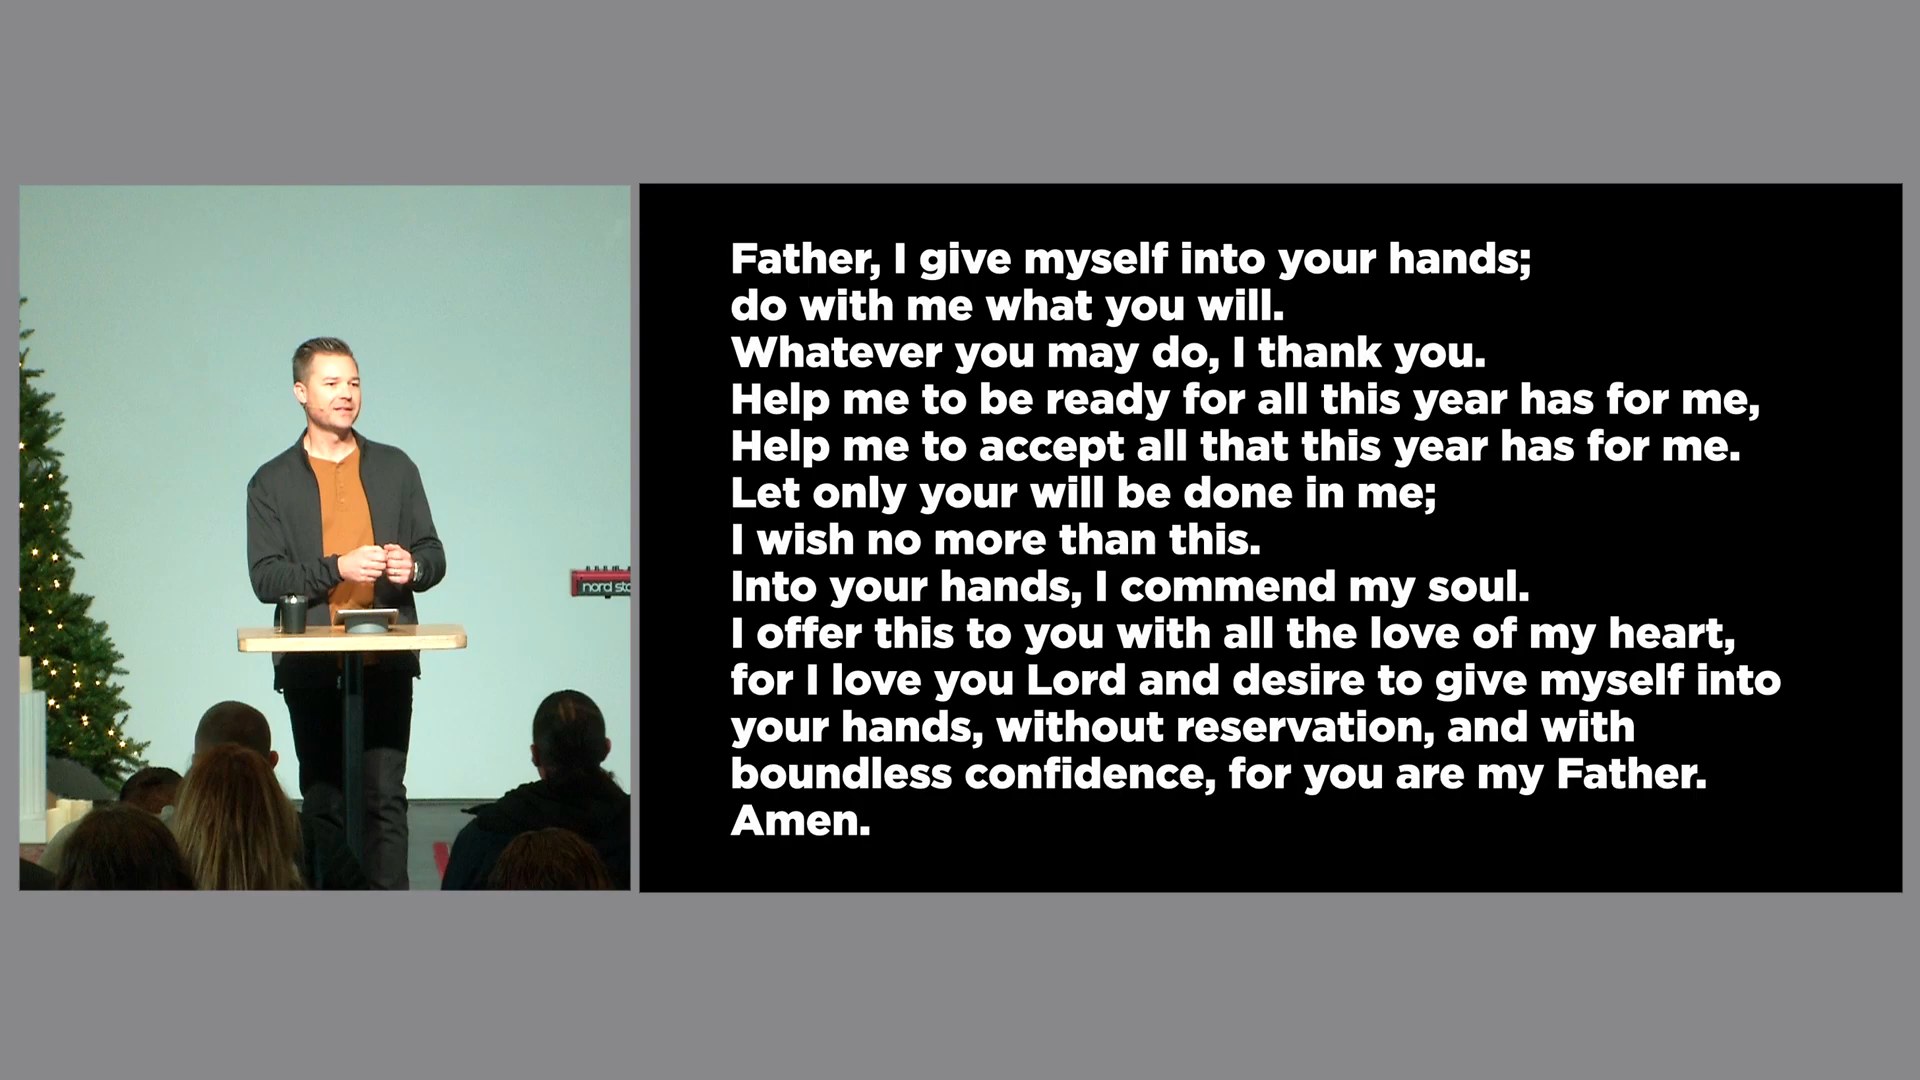 Father, I give myself into your hands;
do with me what you will.
Whatever you may do, I thank you.
Help me to be ready for all this year has for me,
Help me to accept all that this year has for me.
Let only your will be done in me;
I wish no more than this.
Into your hands, I commend my soul.
I offer this to you with all the love of my heart,
for I love you Lord and desire to give myself into
your hands, without reservation, and with
boundless confidence, for you are my Father.
Amen.
nord